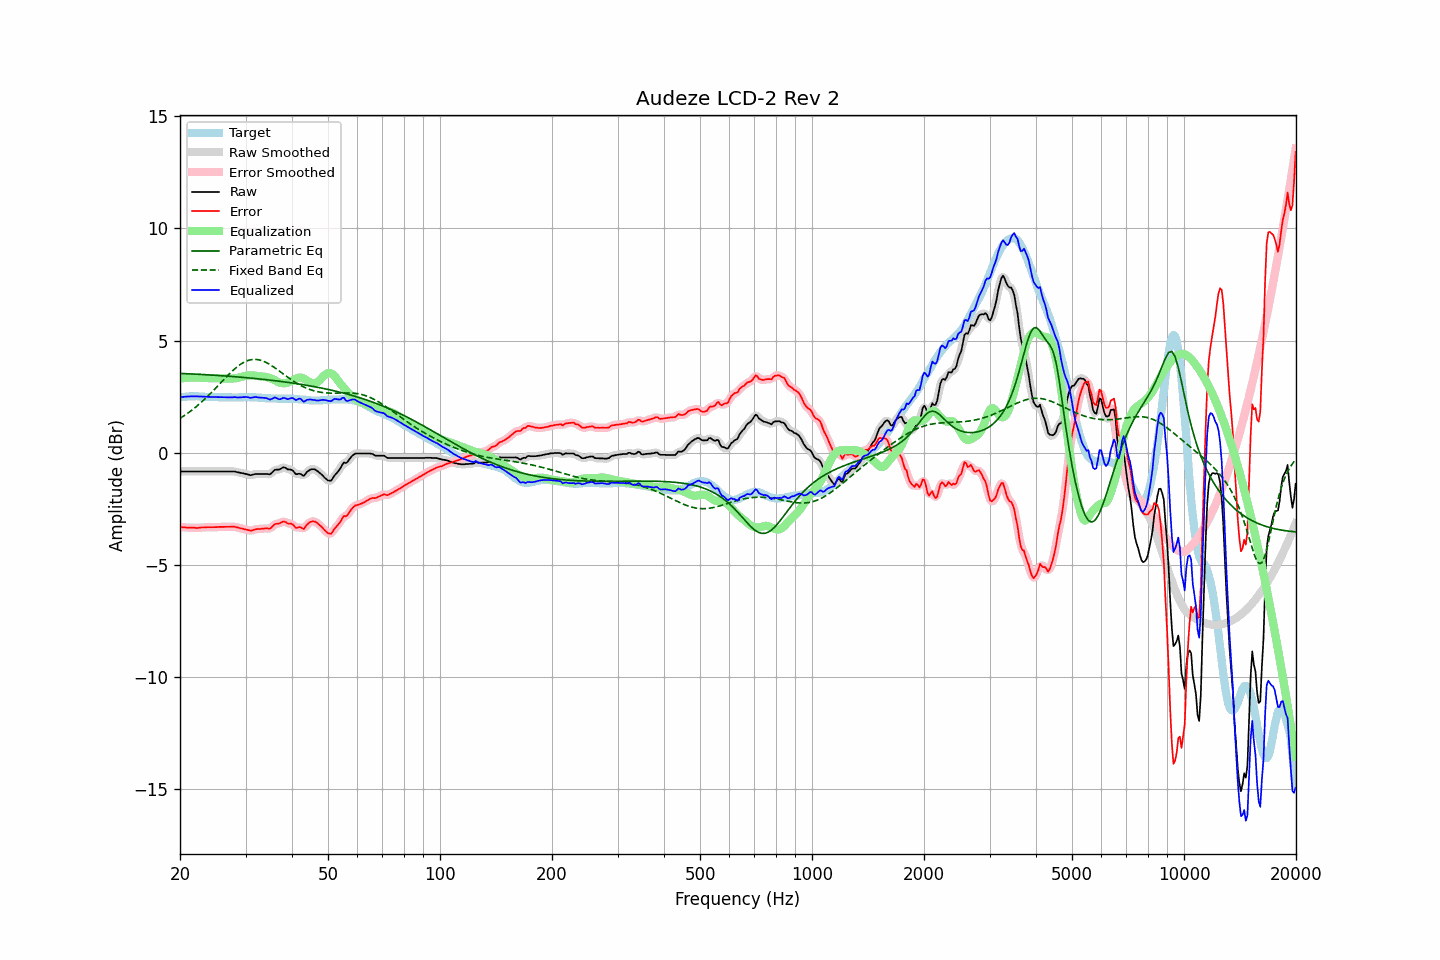 Audeze LCD-2 Rev 2
15
10
5
0
−5
−10
−15
Amplitude (dBr)
Target
Raw Smoothed
Error Smoothed
Raw
Error
Equalization
Parametric Eq
Fixed Band Eq
Equalized
20 50 100 200 500 1000 2000 5000 10000 20000
Frequency (Hz)